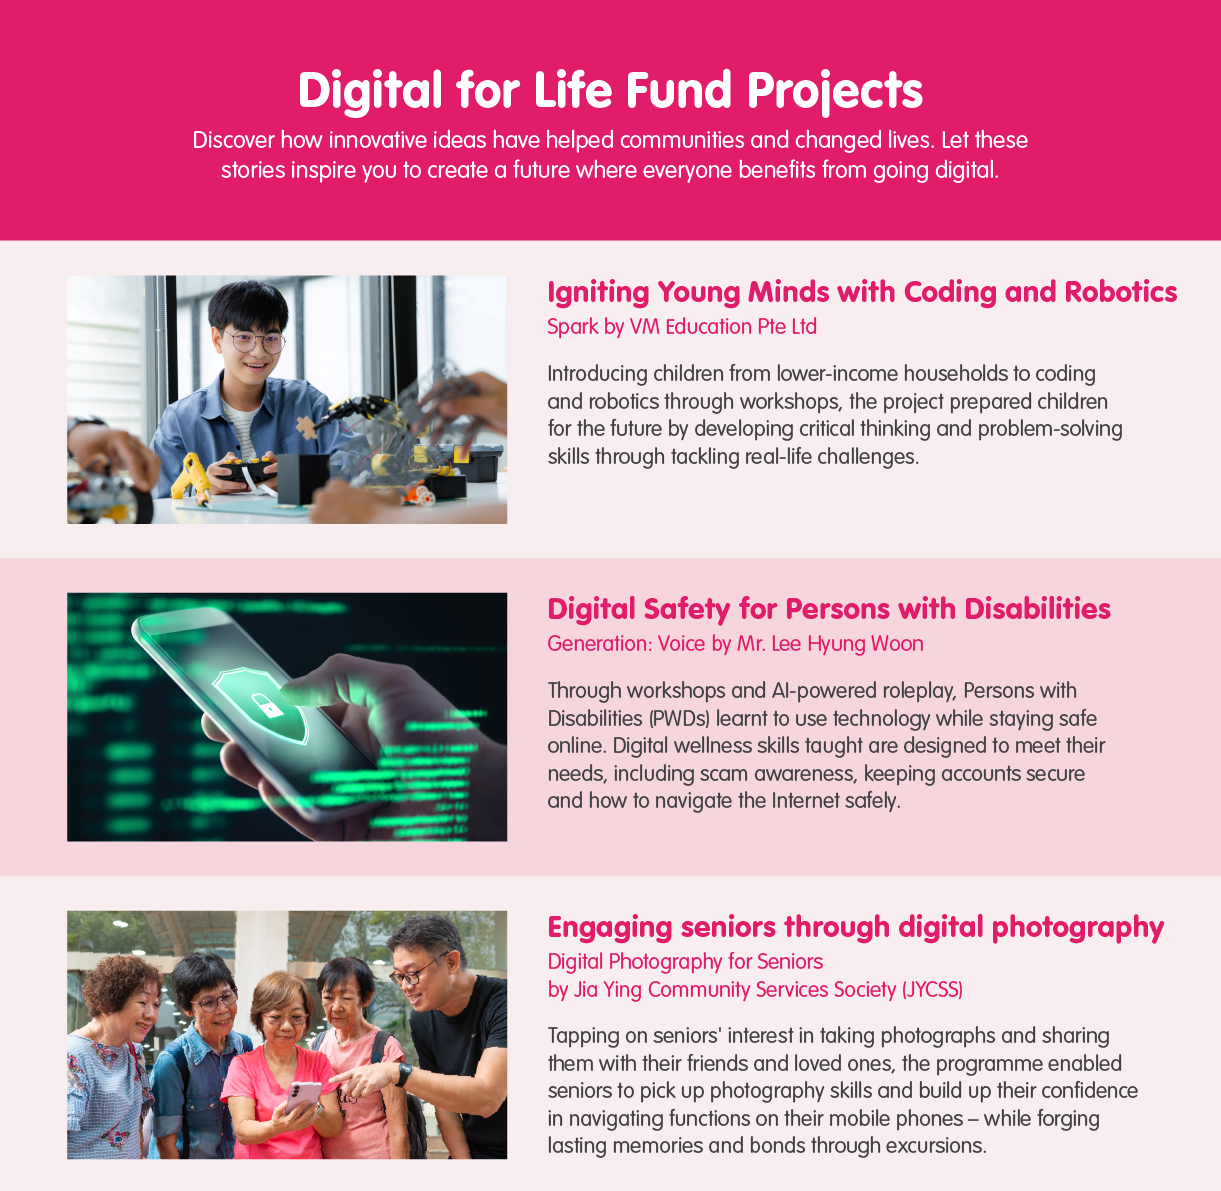 Digital for Life Fund Projects
Discover how innovative ideas have helped communities and changed lives. Let these
stories inspire you to create a future where everyone benefits from going digital.
Igniting Young Minds with Coding and Robotics
Spark by VM Education Pte Ltd
Introducing children from lower-income households to coding
and robotics through workshops, the project prepared children
for the future by developing critical thinking and problem-solving
skills through tackling real-life challenges.
Digital Safety for Persons with Disabilities
Generation: Voice by Mr. Lee Hyung Woon
Through workshops and AI-powered roleplay, Persons with
Disabilities (PWDs) learnt to use technology while staying safe
online. Digital wellness skills taught are designed to meet their
needs, including scam awareness, keeping accounts secure
and how to navigate the Internet safely.
Engaging seniors through digital photography
Digital Photography for Seniors
by Jia Ying Community Services Society (JYCSS)
Tapping on seniors' interest in taking photographs and sharing
them with their friends and loved ones, the programme enabled
seniors to pick up photography skills and build up their confidence
in navigating functions on their mobile phones – while forging
lasting memories and bonds through excursions.